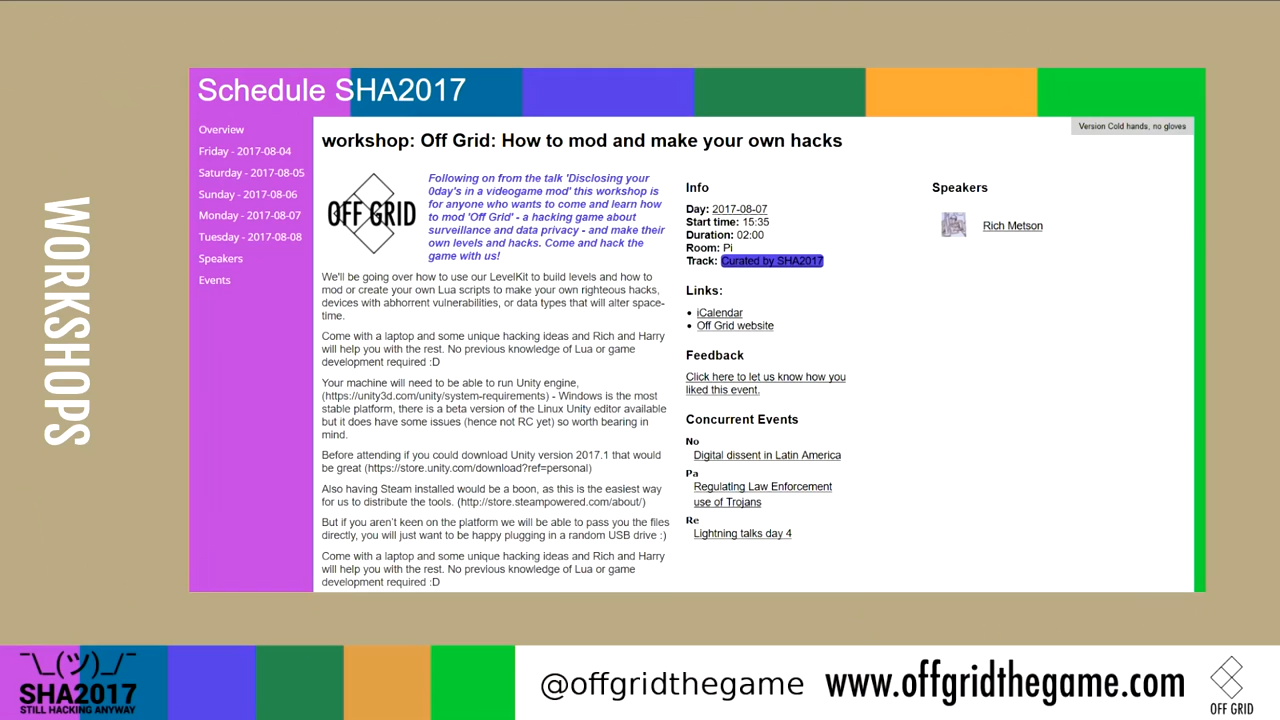 WORKSHOPS
Schedule SHA2017
Overview
Friday - 2017-08-04
Saturday - 2017-08-05
Sunday - 2017-08-06
Monday - 2017-08-07
Tuesday - 2017-08-08
Speakers
Events
Version Cold hands, no gloves
workshop: Off Grid: How to mod and make your own hacks
OFF GRID
Following on from the talk 'Disclosing your
0day's in a videogame mod' this workshop is
for anyone who wants to come and learn how
to mod 'Off Grid' - a hacking game about
surveillance and data privacy - and make their
own levels and hacks. Come and hack the
game with us!
We'll be going over how to use our LevelKit to build levels and how to
mod or create your own Lua scripts to make your own righteous hacks,
devices with abhorrent vulnerabilities, or data types that will alter space-
time.
Come with a laptop and some unique hacking ideas and Rich and Harry
will help you with the rest. No previous knowledge of Lua or game
development required :D
Your machine will need to be able to run Unity engine,
(https://unity3d.com/unity/system-requirements) - Windows is the most
stable platform, there is a beta version of the Linux Unity editor available
but it does have some issues (hence not RC yet) so worth bearing in
mind.
Before attending if you could download Unity version 2017.1 that would
be great (https://store.unity.com/download?ref=personal)
Also having Steam installed would be a boon, as this is the easiest way
for us to distribute the tools. (http://store.steampowered.com/about/)
But if you aren't keen on the platform we will be able to pass you the files
directly, you will just want to be happy plugging in a random USB drive :)
Come with a laptop and some unique hacking ideas and Rich and Harry
will help you with the rest. No previous knowledge of Lua or game
development required :D
Info
Day: 2017-08-07
Start time: 15:35
Duration: 02:00
Room: Pi
Track: Curated by SHA2017
Links:
• iCalendar
• Off Grid website
Feedback
Click here to let us know how you
liked this event.
Concurrent Events
No
Digital dissent in Latin America
Pa
Regulating Law Enforcement
use of Trojans
Re
Lightning talks day 4
Speakers
Rich Metson
¯\_(ツ)_/¯
SHA2017
STILL HACKING ANYWAY
@offgridthegame
www.offgridthegame.com
OFF GRID